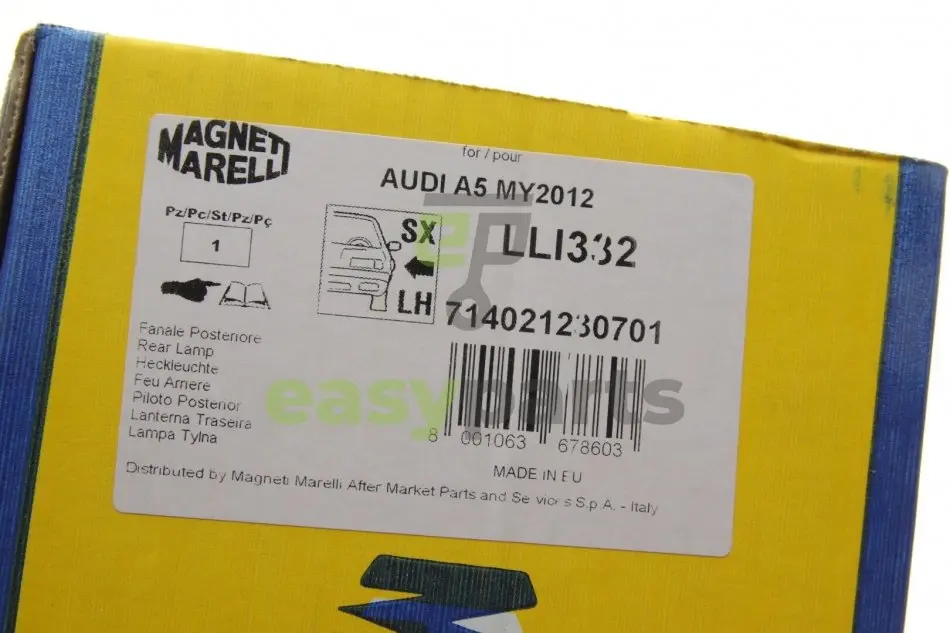 MAGNETI
MARELLI
for / pour
AUDI A5 MY2012
Pz/Pc/St/Pz/Pç
1
SX
LH
LLI332
714021230701
Fanale Posteriore
Rear Lamp
Heckleuchte
Feu Arriere
Piloto Posterior
Lanterna Traseira
Lampa Tylna
easyparts
8 001063 678603
MADE IN EU
Distributed by Magneti Marelli After Market Parts and Services S.p.A. - Italy